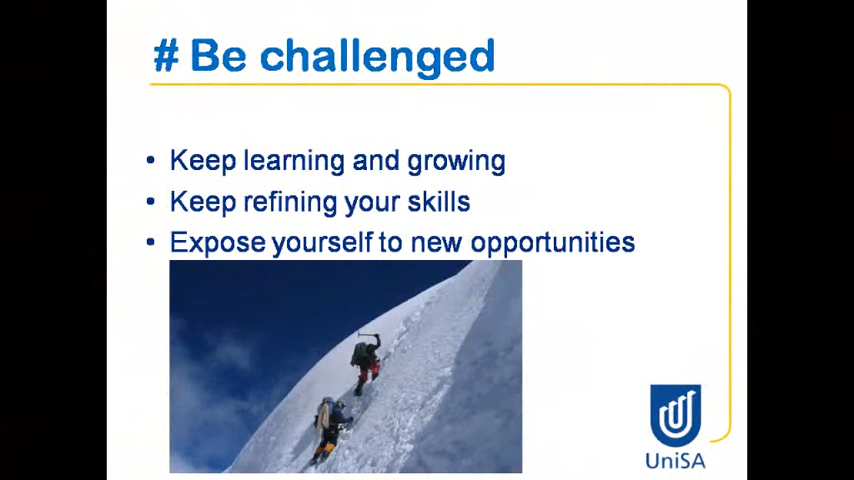 # Be challenged
• Keep learning and growing
• Keep refining your skills
• Expose yourself to new opportunities
UniSA